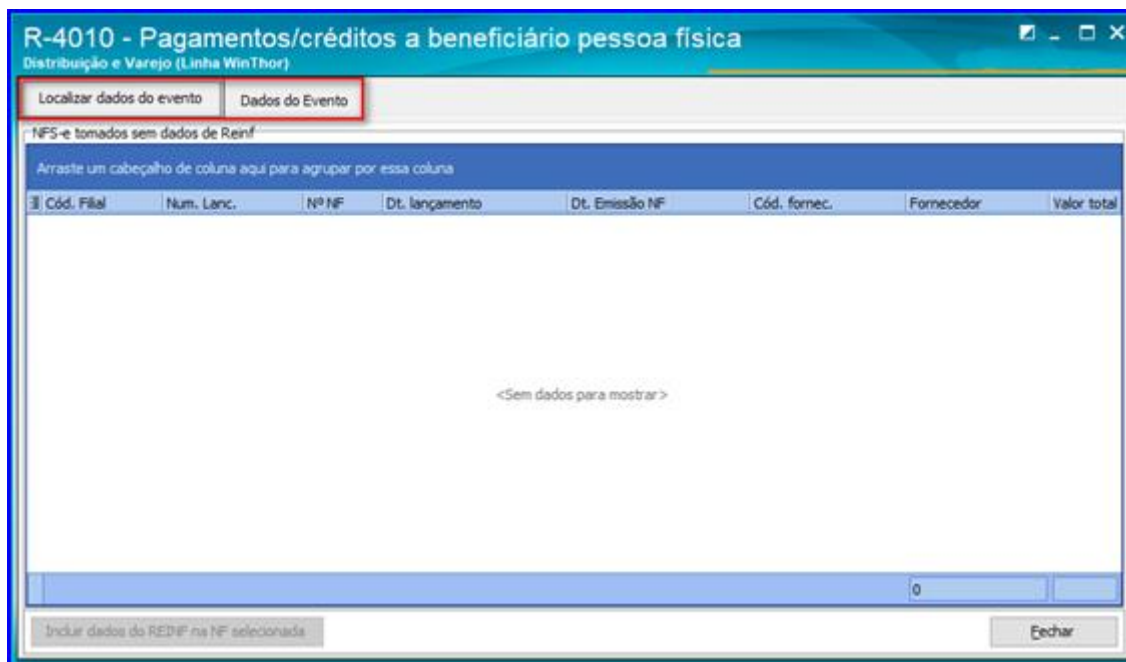 R-4010 - Pagamentos/créditos a beneficiário pessoa física
Distribuição e Varejo (Linha WinThor)
Localizar dados do evento Dados do Evento
NFS-e tomados sem dados de Reinf
Arraste um cabeçalho de coluna aqui para agrupar por essa coluna
Cód. Filial Num. Lanc. Nº NF Dt. lançamento Dt. Emissão NF Cód. fornec. Fornecedor Valor total
<Sem dados para mostrar>
0
Incluir dados do REINF na NF selecionada Fechar